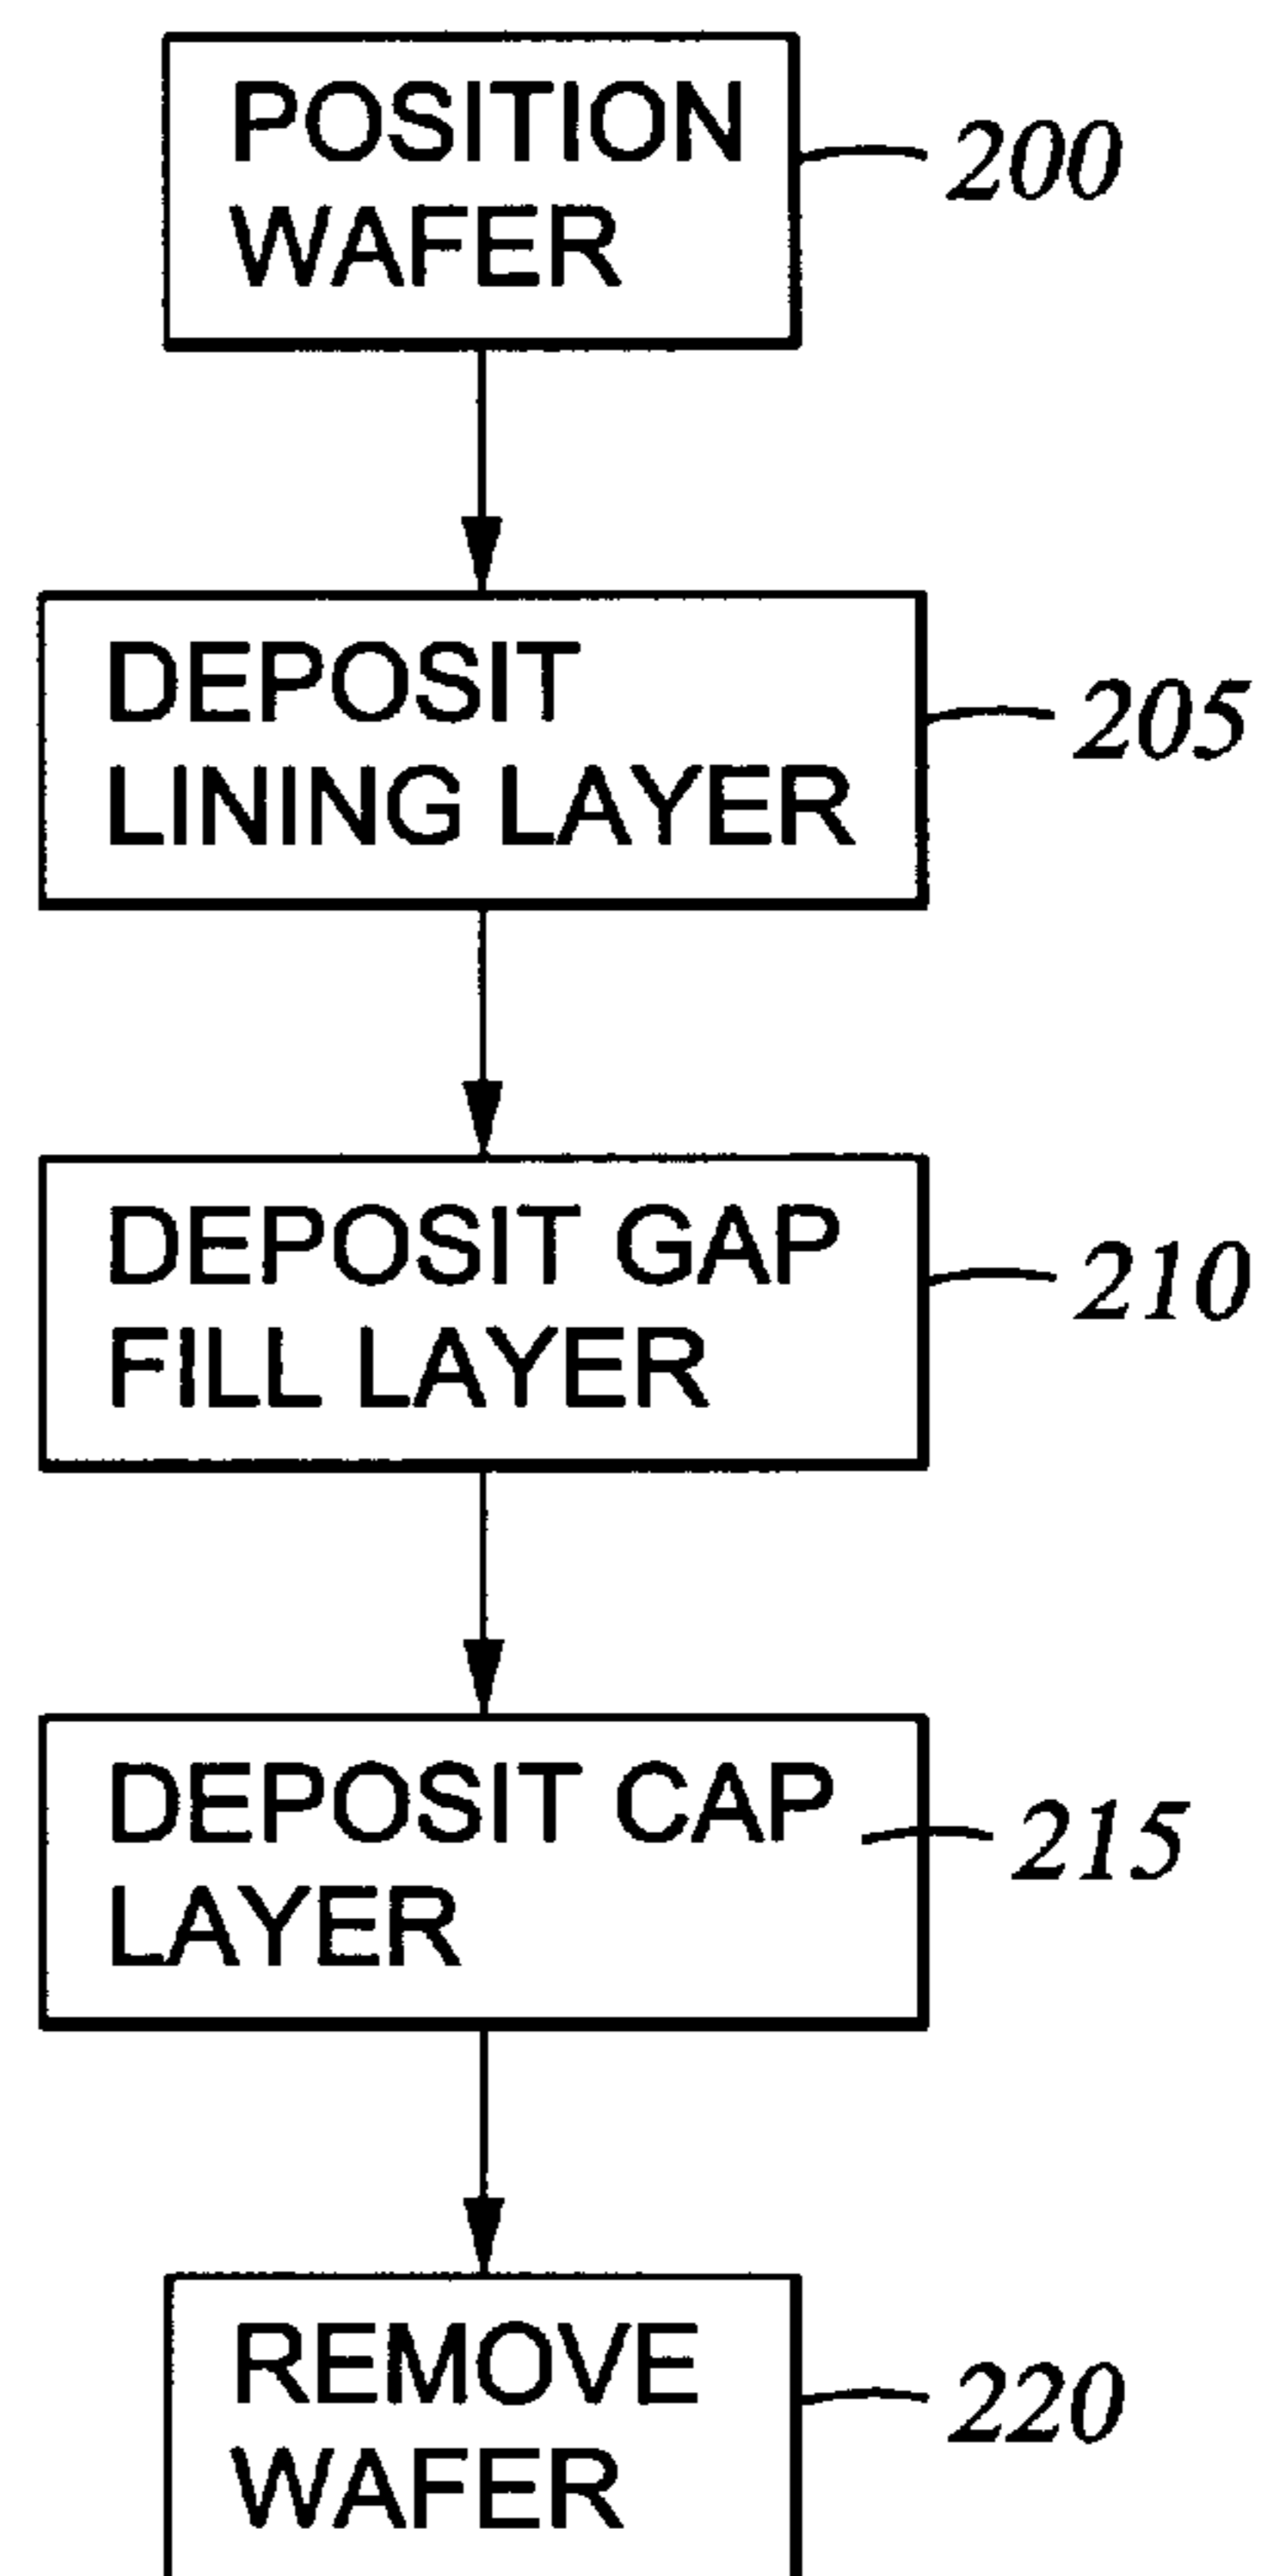 POSITION
WAFER
200
DEPOSIT
LINING LAYER
205
DEPOSIT GAP
FILL LAYER
210
DEPOSIT CAP
LAYER
215
REMOVE
WAFER
220